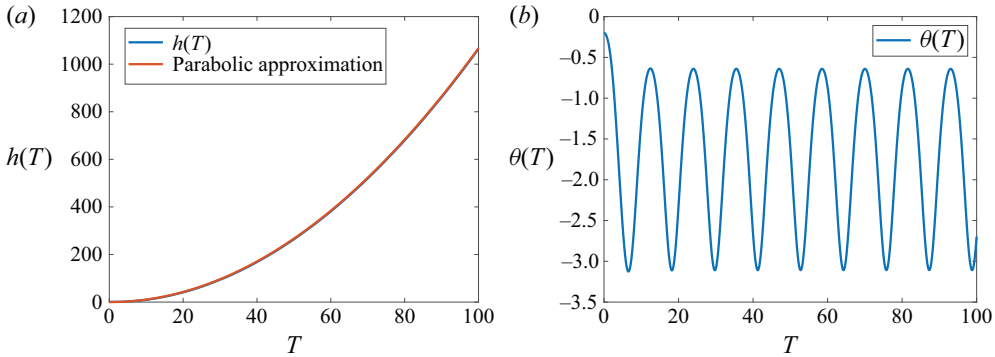 (a)
1200
1000
800
600
400
200
0
h(T)
h(T)
Parabolic approximation
0 20 40 60 80 100
T
(b)
0
–0.5
–1.0
–1.5
–2.0
–2.5
–3.0
–3.5
θ(T)
θ(T)
0 20 40 60 80 100
T